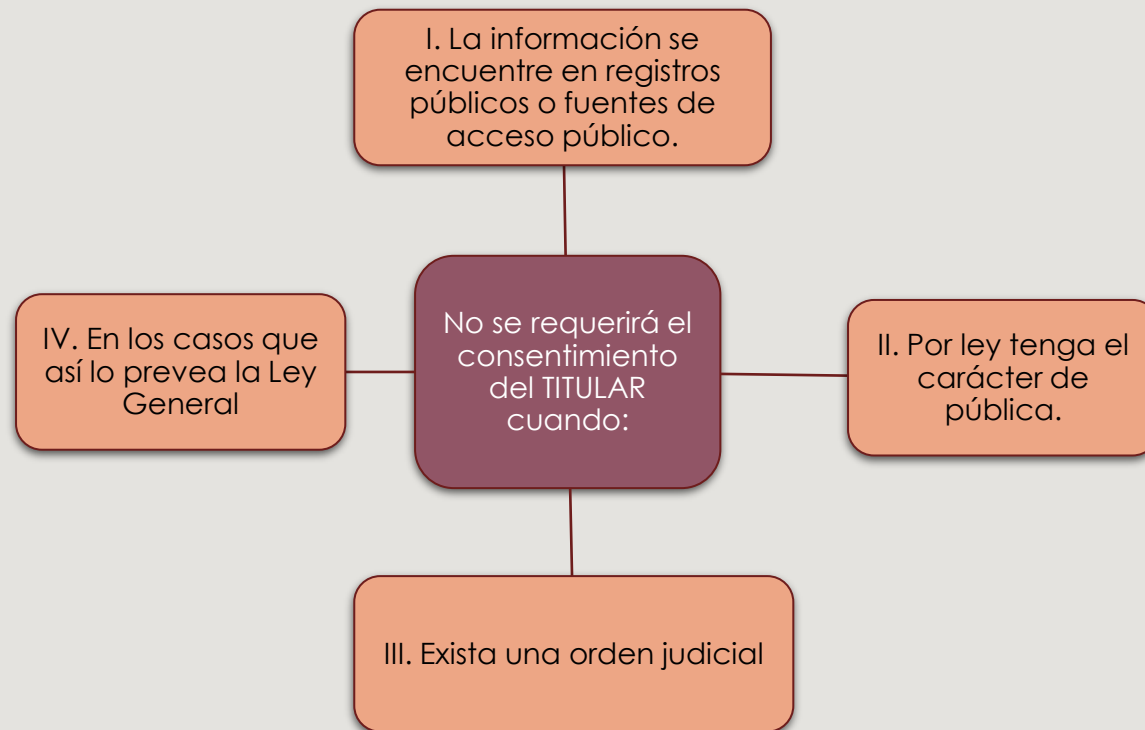 I. La información se
encuentre en registros
públicos o fuentes de
acceso público.
No se requerirá el
consentimiento
del TITULAR
cuando:
IV. En los casos que
así lo prevea la Ley
General
II. Por ley tenga el
carácter de
pública.
III. Exista una orden judicial